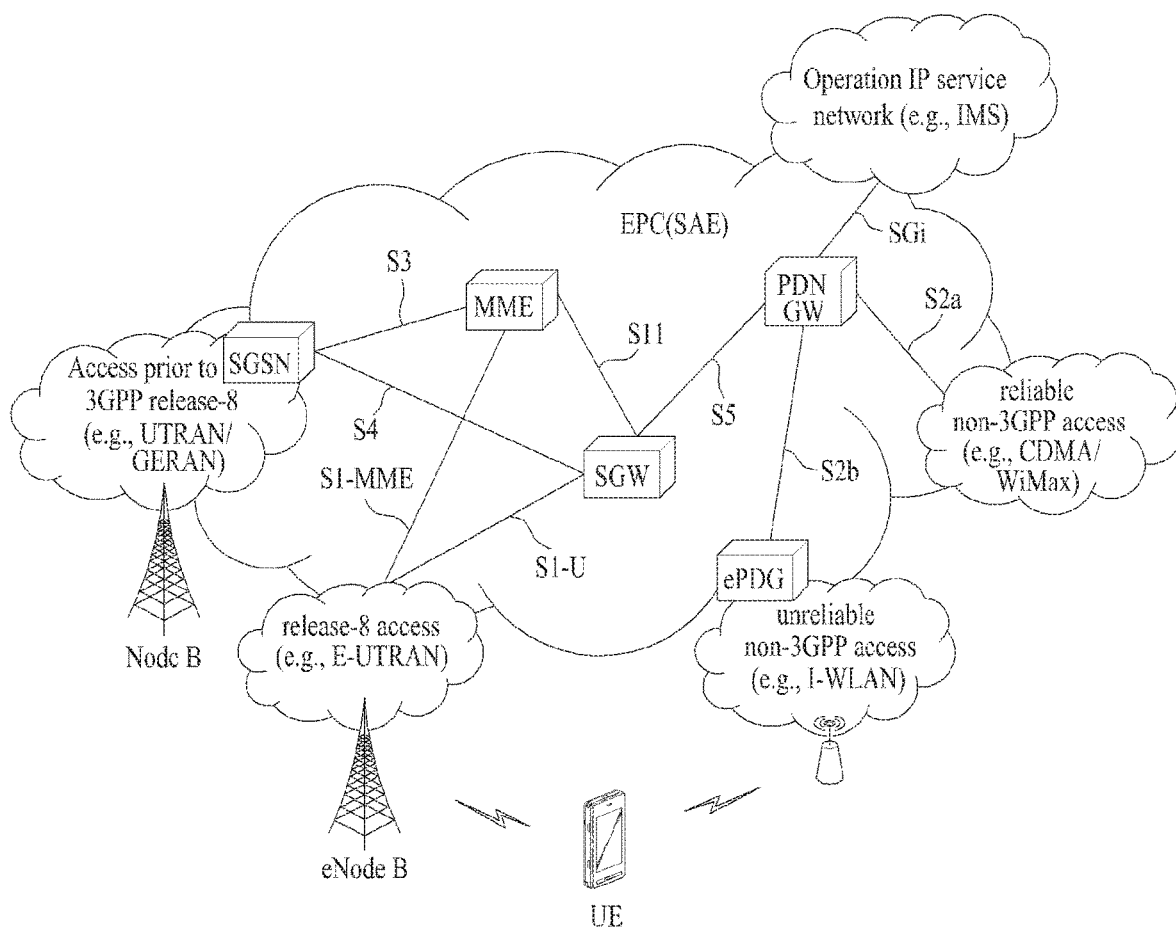 Operation IP service
network (e.g., IMS)
EPC(SAE)
SGi
S3
MME
PDN
GW
S2a
S11
SGSN
Access prior to
3GPP release-8
(e.g., UTRAN/
GERAN)
S4
S5
reliable
non-3GPP access
(e.g., CDMA/
WiMax)
SGW
S2b
S1-MME
S1-U
ePDG
Node B
release-8 access
(e.g., E-UTRAN)
unreliable
non-3GPP access
(e.g., I-WLAN)
eNode B
UE